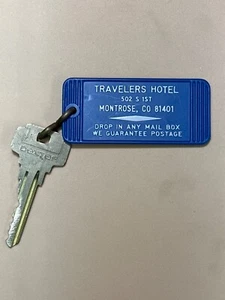 TRAVELERS HOTEL
502 S 1ST
MONTROSE, CO 81401
DROP IN ANY MAIL BOX
WE GUARANTEE POSTAGE